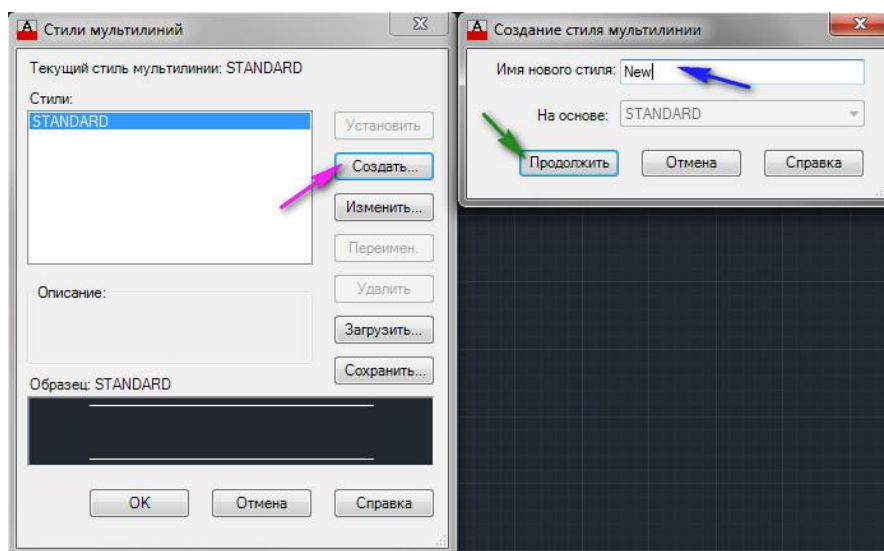 A Стили мультилиний
Текущий стиль мультилинии: STANDARD
Стили:
STANDARD
Установить
Создать...
Изменить...
Переимен.
Удалить
Загрузить...
Сохранить...
Описание:
Образец: STANDARD
OK
Отмена
Справка
A Создание стиля мультилинии
Имя нового стиля: New
На основе: STANDARD
Продолжить
Отмена
Справка